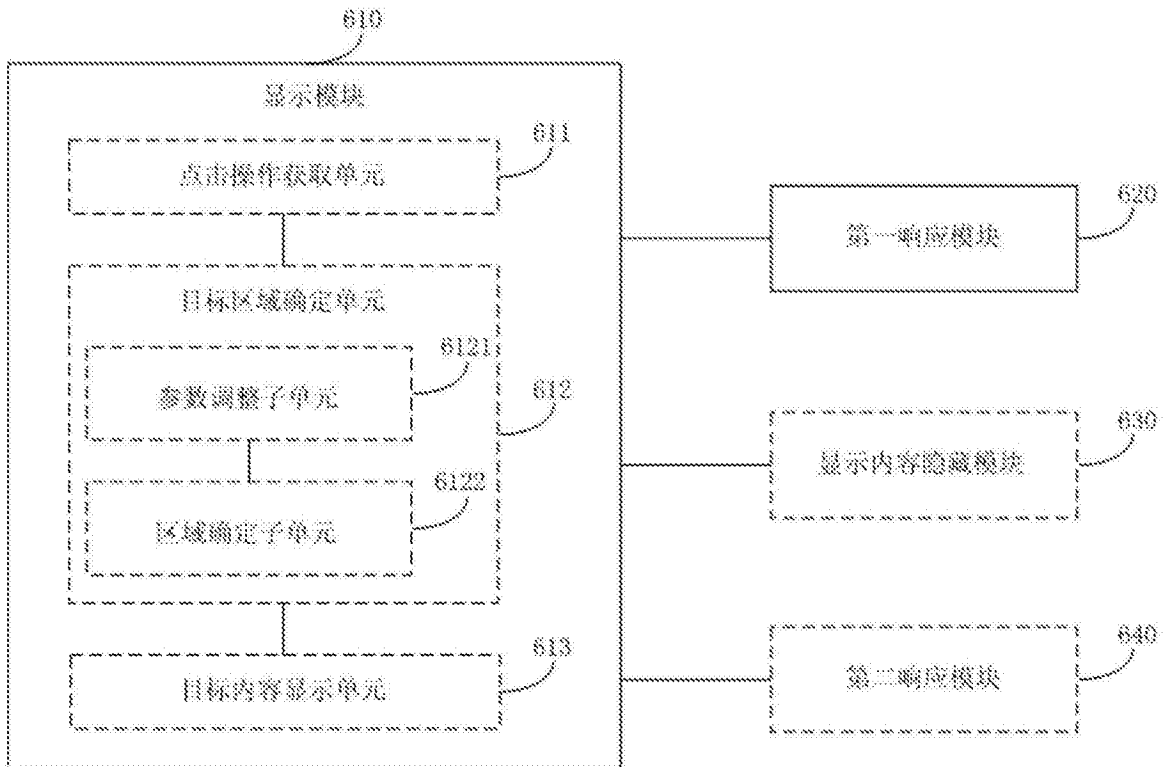 610
显示模块
611
点击操作获取单元
620
第一响应模块
目标区域确定单元
6121
612
参数调整子单元
630
显示内容隐藏模块
6122
区域确定子单元
613
目标内容显示单元
640
第二响应模块